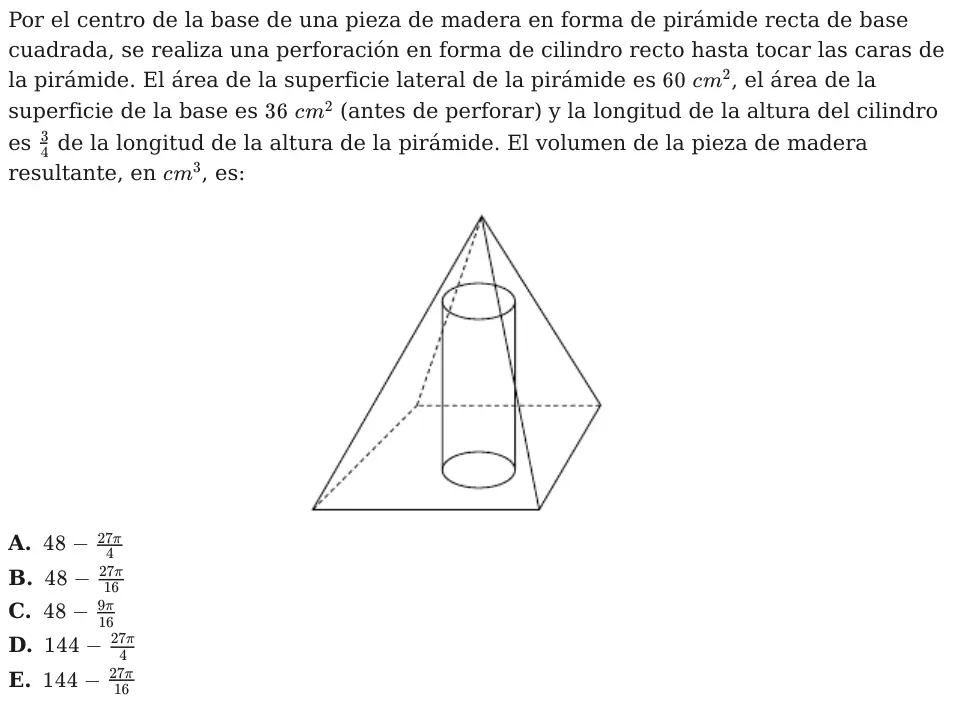 Por el centro de la base de una pieza de madera en forma de pirámide recta de base
cuadrada, se realiza una perforación en forma de cilindro recto hasta tocar las caras de
la pirámide. El área de la superficie lateral de la pirámide es 60 cm², el área de la
superficie de la base es 36 cm² (antes de perforar) y la longitud de la altura del cilindro
es 3/4 de la longitud de la altura de la pirámide. El volumen de la pieza de madera
resultante, en cm³, es:
A. 48 − 27π/4
B. 48 − 27π/16
C. 48 − 9π/16
D. 144 − 27π/4
E. 144 − 27π/16